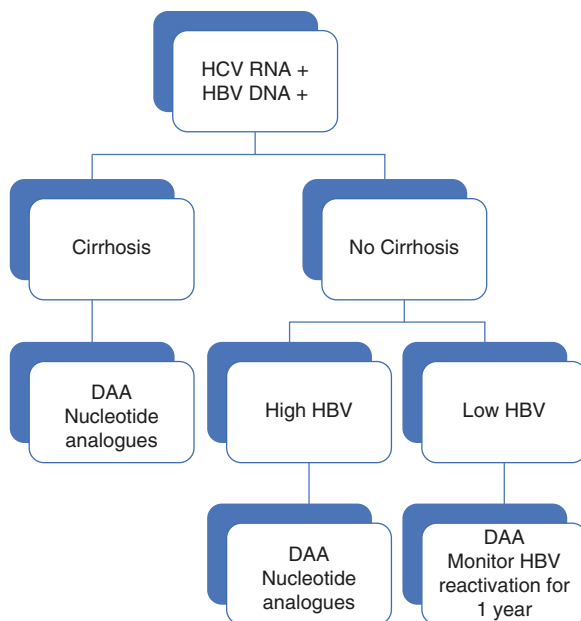 HCV RNA +
HBV DNA +
Cirrhosis
No Cirrhosis
DAA
Nucleotide
analogues
High HBV
Low HBV
DAA
Nucleotide
analogues
DAA
Monitor HBV
reactivation for
1 year